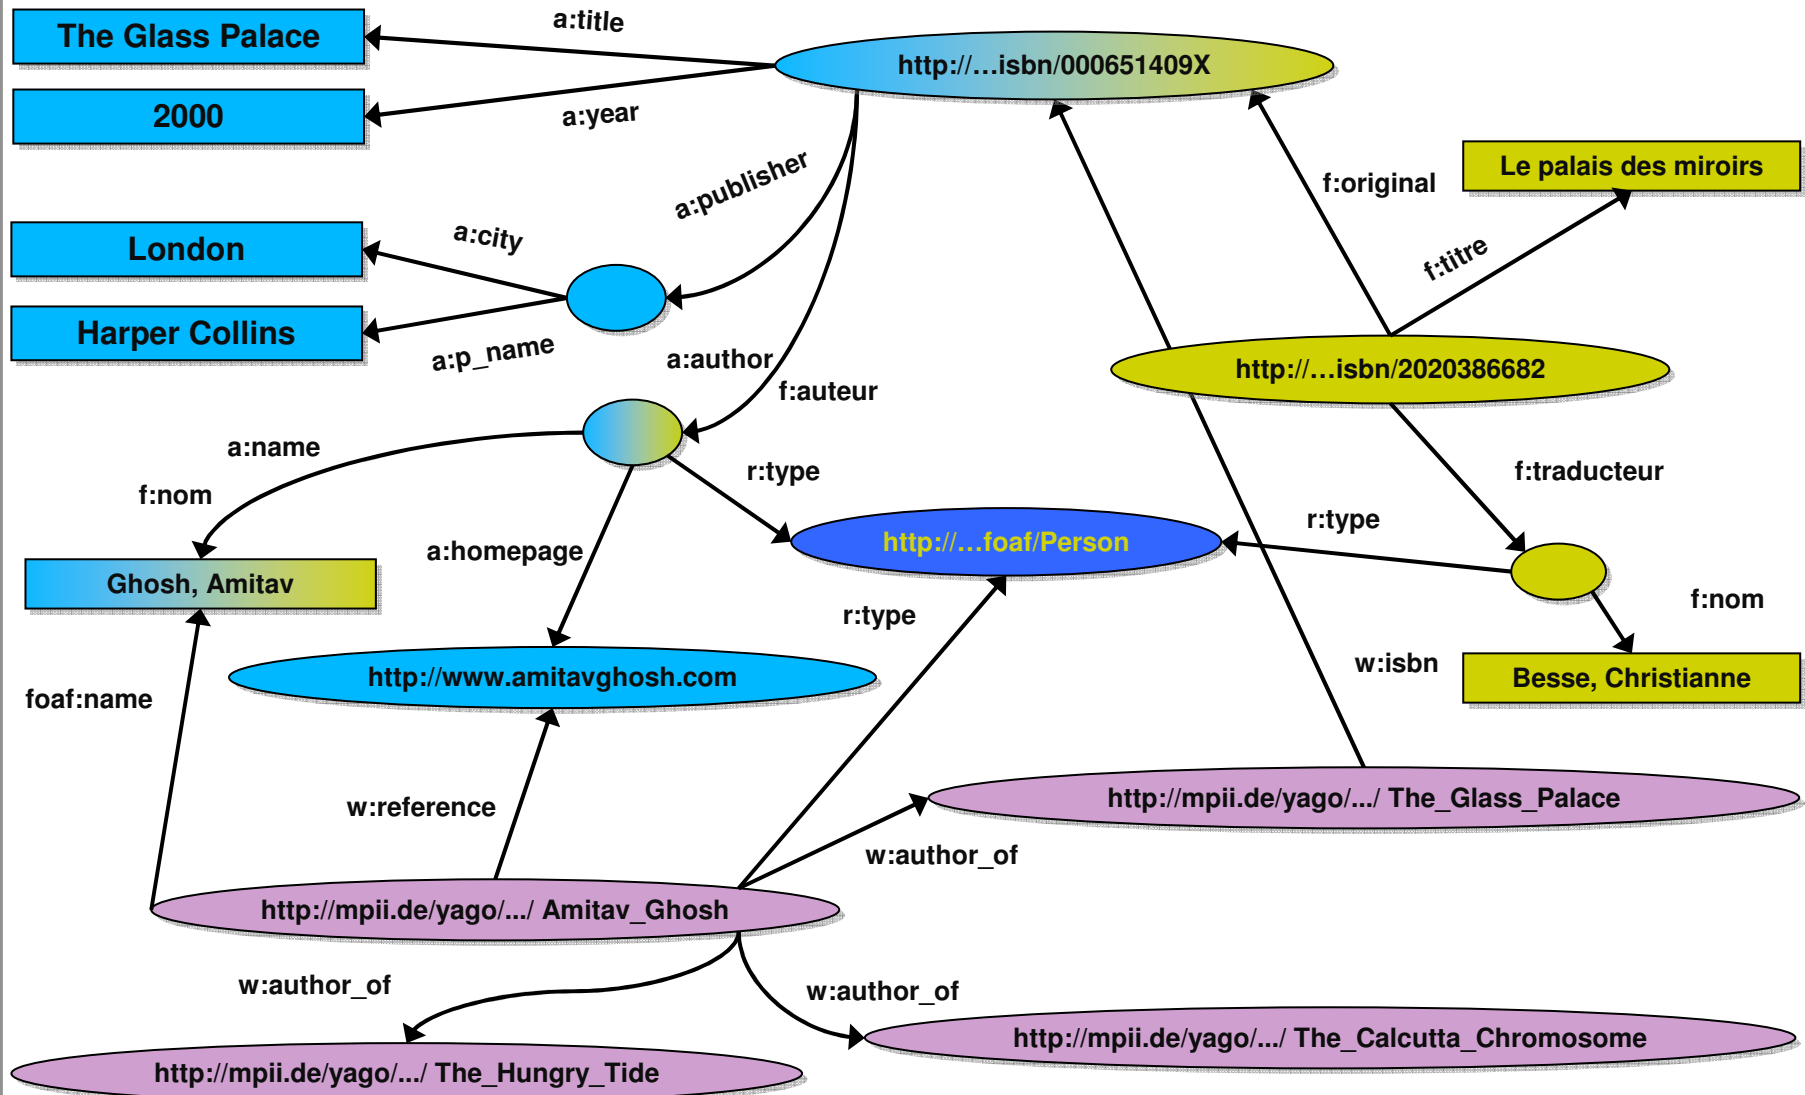 The Glass Palace
a:title
http://…isbn/000651409X
2000
a:year
a:publisher
f:original
Le palais des miroirs
London
a:city
f:titre
Harper Collins
a:p_name
a:author
http://…isbn/2020386682
f:auteur
a:name
r:type
f:traducteur
f:nom
r:type
a:homepage
http://…foaf/Person
Ghosh, Amitav
r:type
f:nom
http://www.amitavghosh.com
w:isbn
Besse, Christianne
foaf:name
w:reference
http://mpii.de/yago/.../ The_Glass_Palace
w:author_of
http://mpii.de/yago/.../ Amitav_Ghosh
w:author_of
w:author_of
http://mpii.de/yago/.../ The_Calcutta_Chromosome
http://mpii.de/yago/.../ The_Hungry_Tide